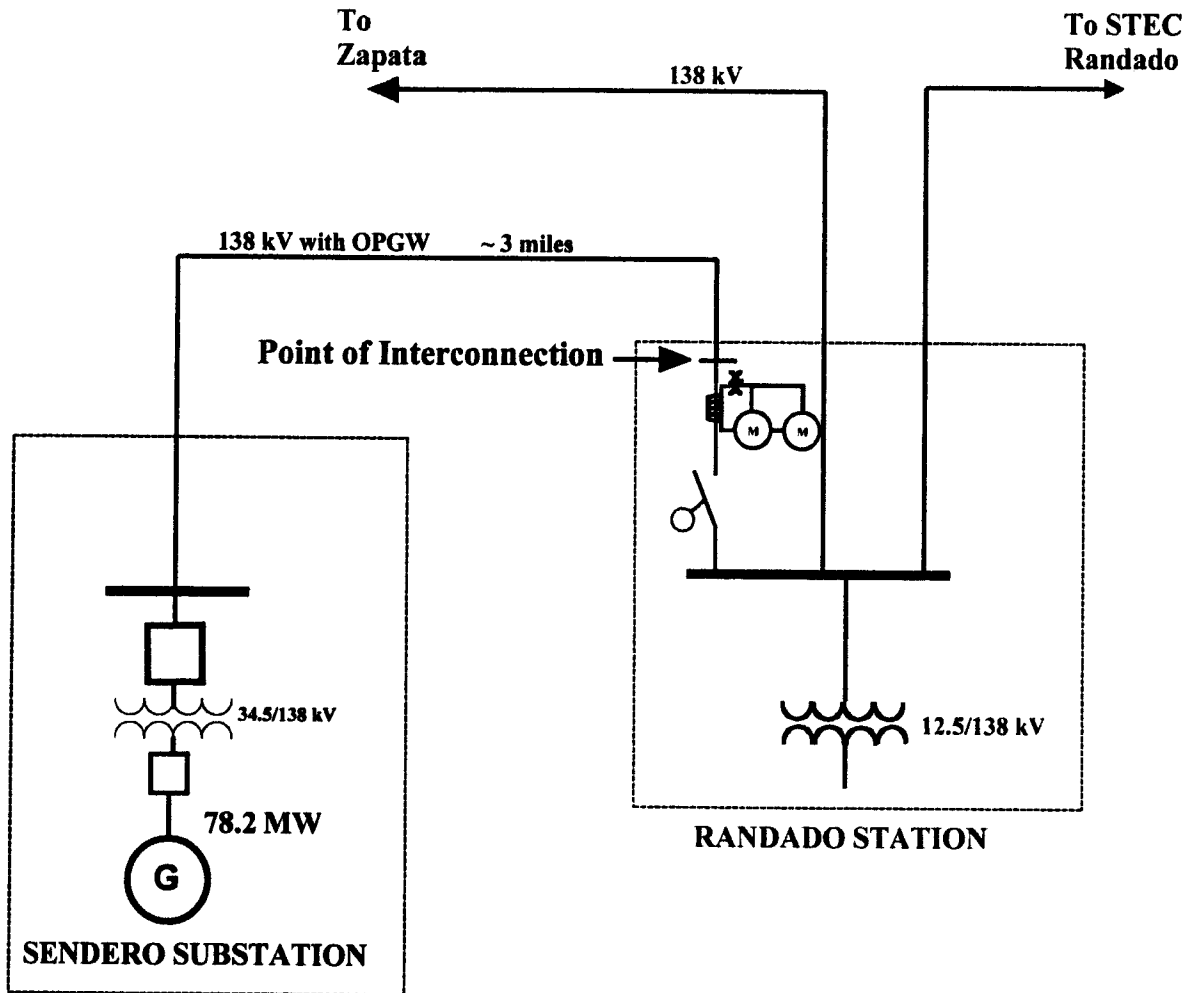 To
Zapata
To STEC
Randado
138 kV
138 kV with OPGW ~ 3 miles
Point of Interconnection
M M
34.5/138 kV
12.5/138 kV
78.2 MW
RANDADO STATION
G
SENDERO SUBSTATION